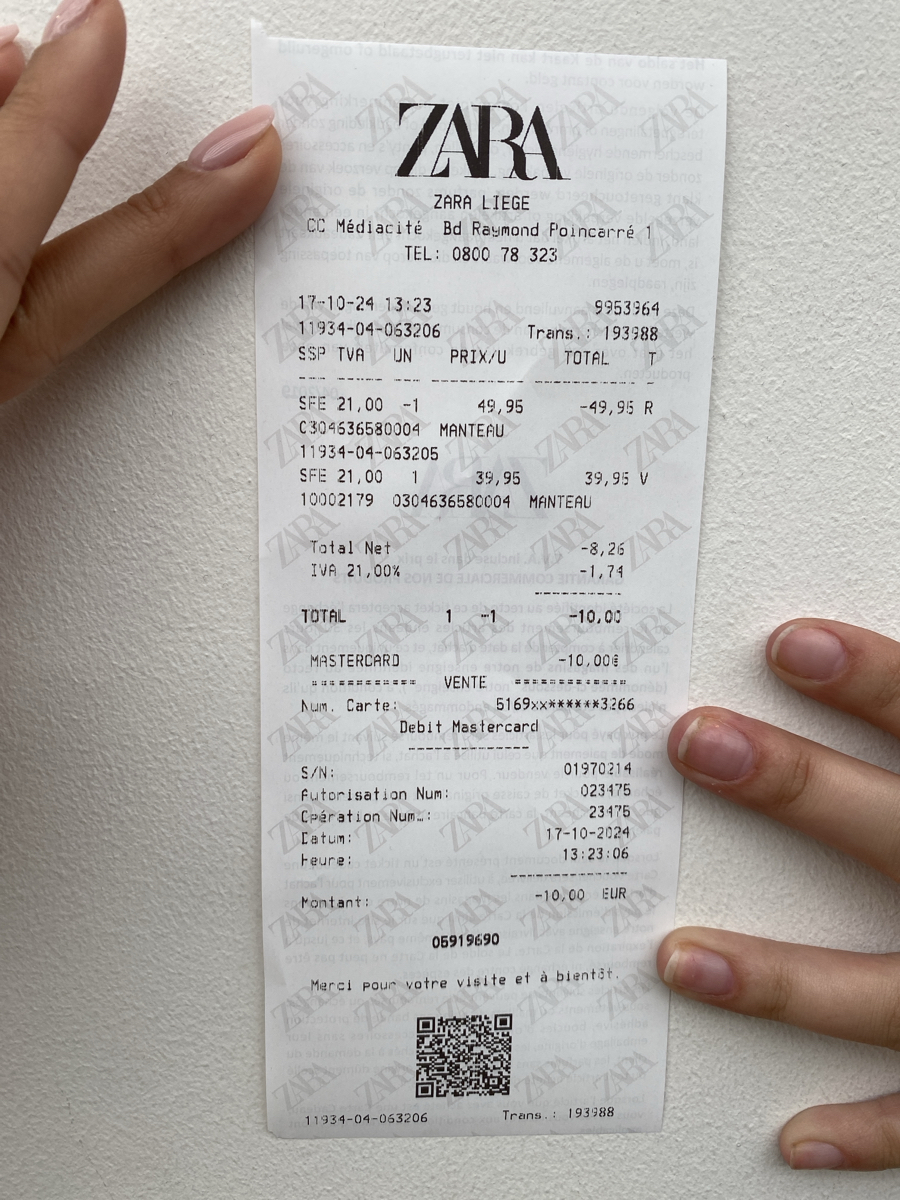 ZARA
ZARA LIEGE
CC Médiacité Bd Raymond Poincarré 1
TEL: 0800 78 323
17-10-24 13:23 9953964
11934-04-063206 Trans.: 193988
SSP TVA UN PRIX/U TOTAL T
SFE 21,00 -1 49,95 -49,95 R
C304636580004 MANTEAU
11934-04-063205
SFE 21,00 1 39,95 39,95 V
10002179 0304636580004 MANTEAU
Total Net -8,26
IVA 21,00% -1,74
TOTAL 1 -1 -10,00
MASTERCARD -10,00€
================ VENTE ================
Num. Carte: 5169xx******3266
Debit Mastercard
S/N: 01970214
Autorisation Num: 023475
Opération Num.: 23475
Datum: 17-10-2024
Heure: 13:23:06
Montant: -10,00 EUR
06919690
Merci pour votre visite et à bientôt.
11934-04-063206 Trans.: 193988